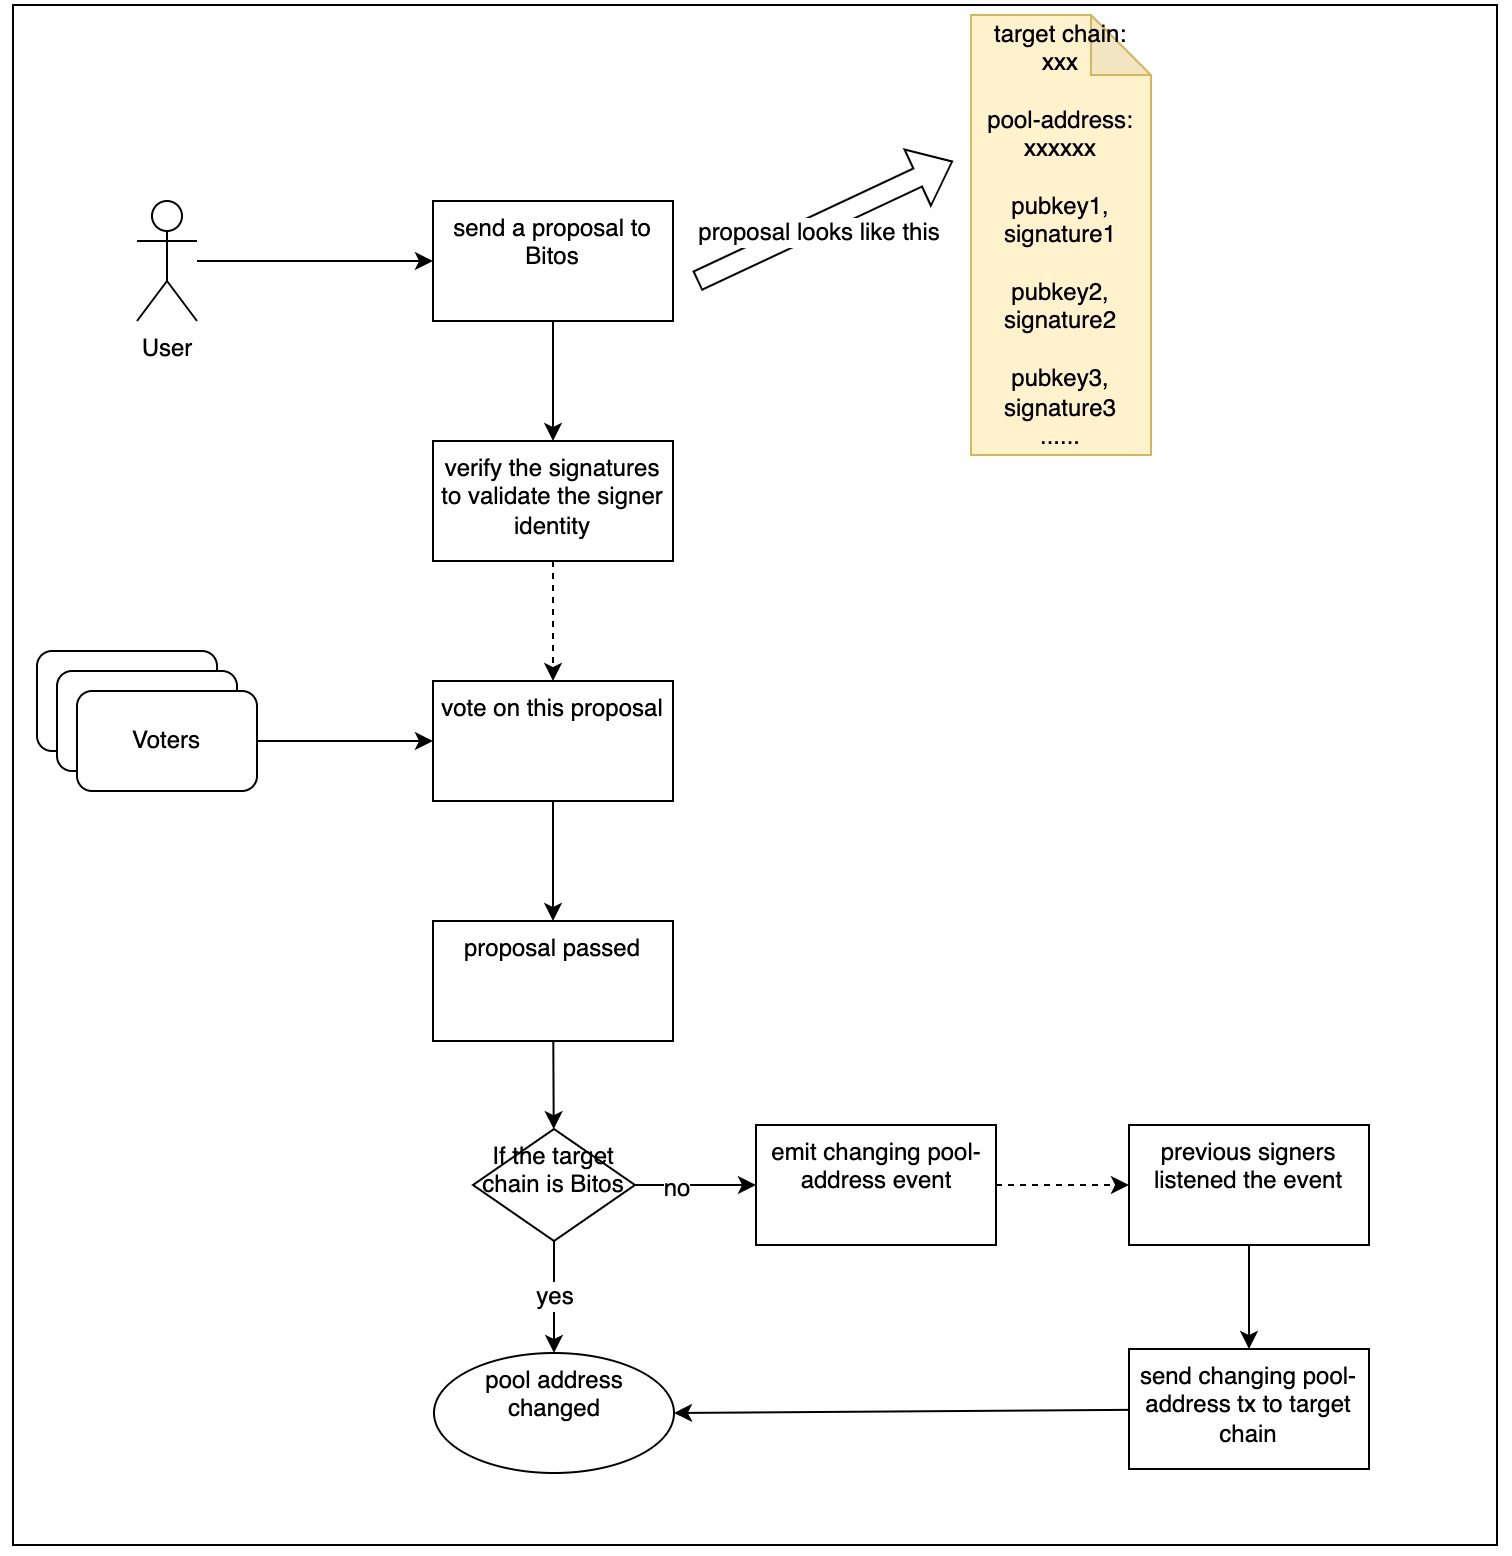 target chain:
xxx
pool-address:
xxxxxx
pubkey1,
signature1
pubkey2,
signature2
pubkey3,
signature3
......
send a proposal to
Bitos
proposal looks like this
User
verify the signatures
to validate the signer
identity
vote on this proposal
Voters
proposal passed
If the target
chain is Bitos
no
emit changing pool-
address event
previous signers
listened the event
yes
pool address
changed
send changing pool-
address tx to target
chain